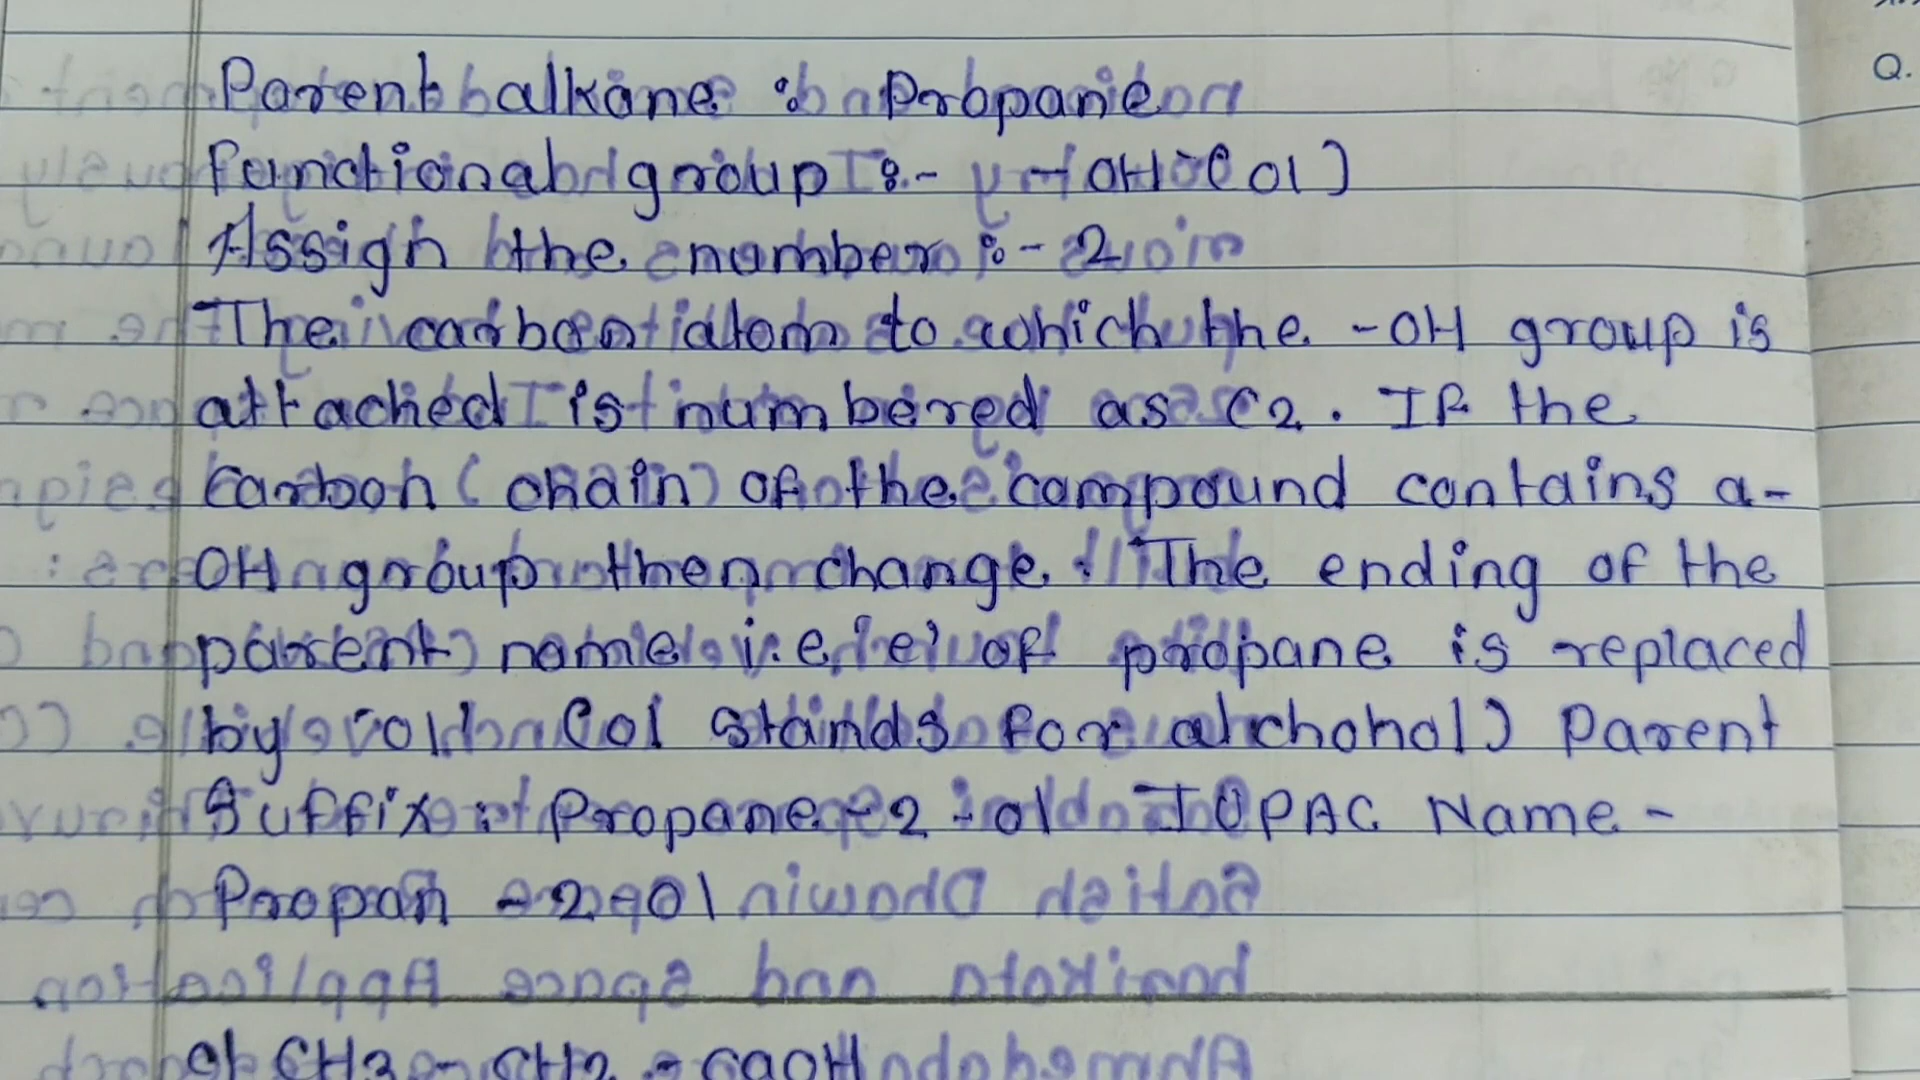 Parent alkane : Propane
Functional group :- - OH (ol)
Assign the number :- 2
The carbon atom to which the -OH group is
attached is numbered as C2. If the
Carbon (chain) of the compound contains a-
OH group then change. The ending of the
parent name i.e. 'e' of propane is replaced
by 'ol' (ol stands for alchohol) Parent
Suffix : Propane - 2 - ol IUPAC Name -
Propan - 2 - ol
c) CH3 - CH2 - COOH
Q.